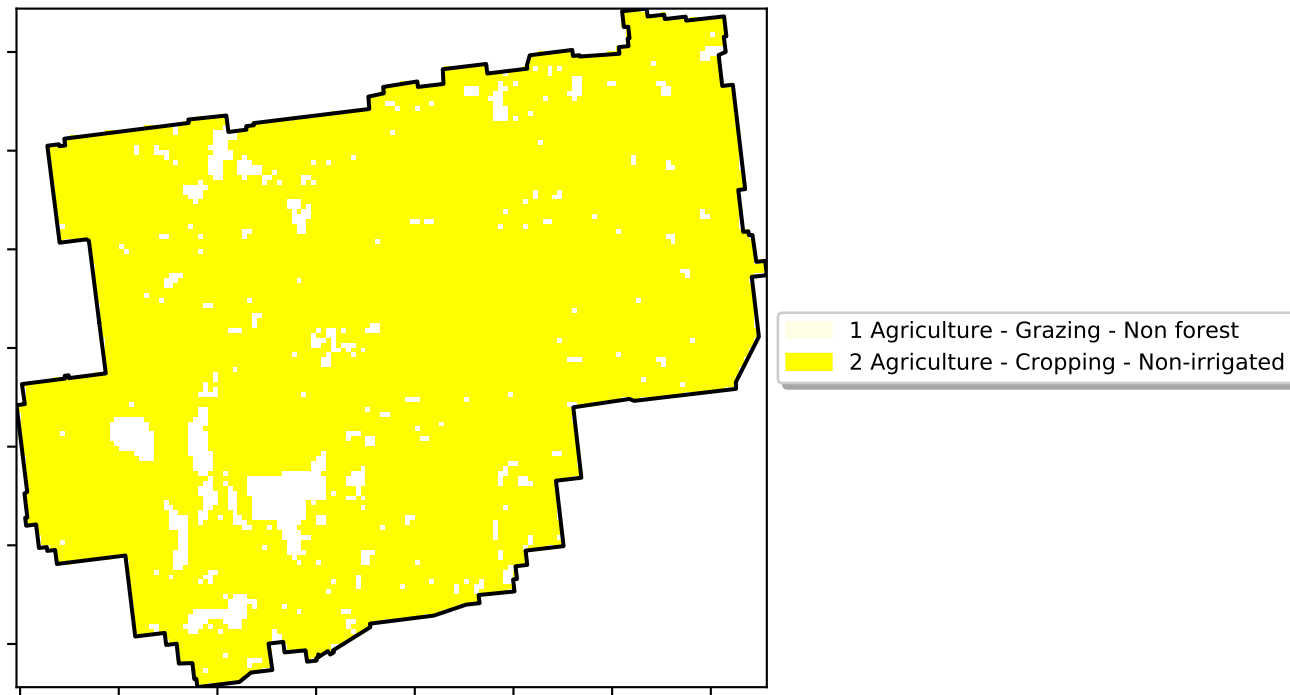 1 Agriculture - Grazing - Non forest
2 Agriculture - Cropping - Non-irrigated